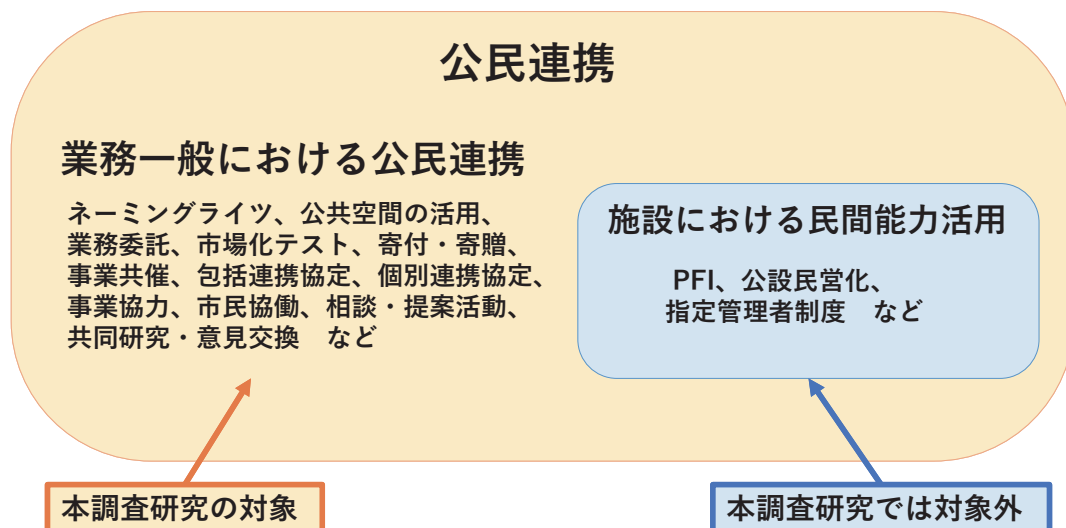 公民連携
業務一般における公民連携
ネーミングライツ、公共空間の活用、
業務委託、市場化テスト、寄付・寄贈、
事業共催、包括連携協定、個別連携協定、
事業協力、市民協働、相談・提案活動、
共同研究・意見交換　など
施設における民間能力活用
PFI、公設民営化、
指定管理者制度　など
本調査研究の対象
本調査研究では対象外